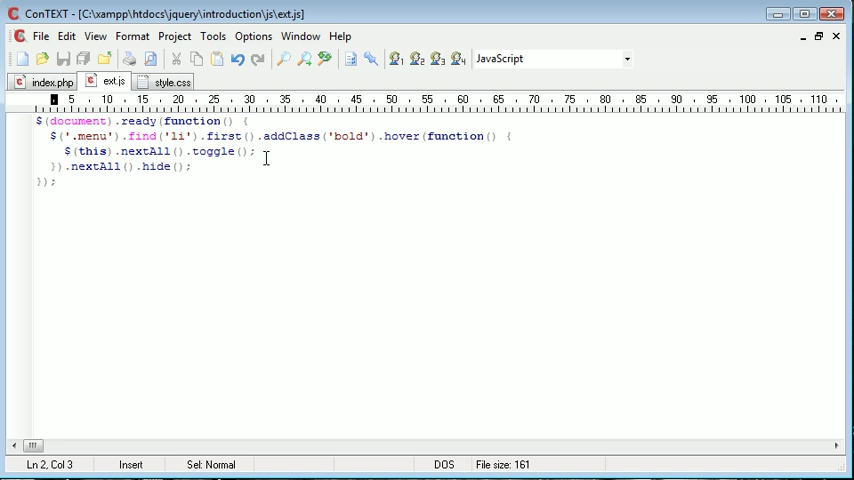 ConTEXT - [C:\xampp\htdocs\jquery\introduction\js\ext.js]
File Edit View Format Project Tools Options Window Help
JavaScript
index.php ext.js style.css
5 10 15 20 25 30 35 40 45 50 55 60 65 70 75 80 85 90 95 100 105 110
$(document).ready(function() {
$('.menu').find('li').first().addClass('bold').hover(function() {
$(this).nextAll().toggle();
}).nextAll().hide();
});
Ln 2, Col 3 Insert Sel: Normal DOS File size: 161